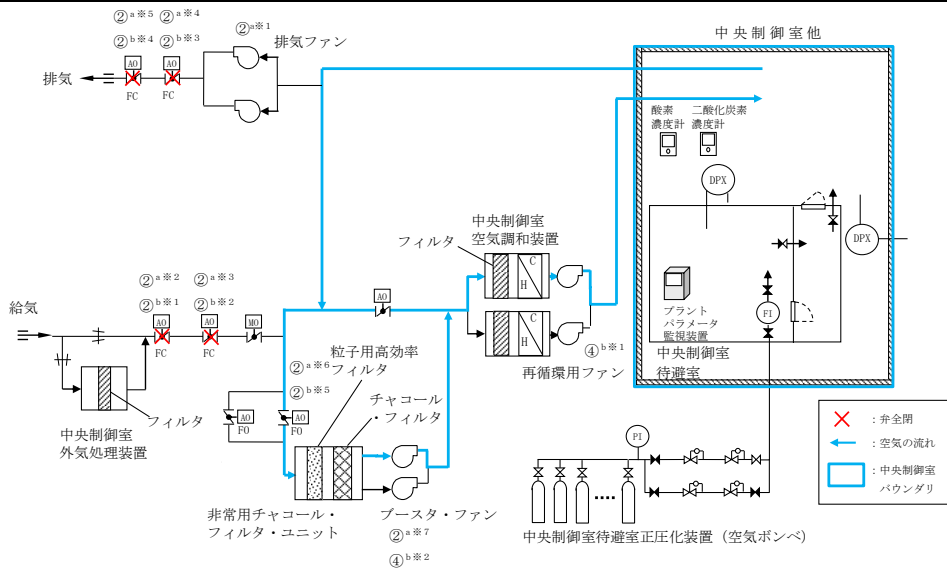 ②a※5 ②a※4
②b※4 ②b※3
②a※1
排気ファン
排気
AO
AO
FC
FC
中央制御室他
酸素
濃度計
二酸化炭素
濃度計
DPX
DPX
プラント
パラメータ
監視装置
FI
中央制御室
待避室
中央制御室
空気調和装置
フィルタ
C
H
C
H
④b※1
再循環用ファン
②a※2 ②a※3
②b※1 ②b※2
給気
AO
AO
MO
FC
FC
AO
フィルタ
中央制御室
外気処理装置
粒子用高効率
フィルタ
②a※6
②b※5
チャコール
・フィルタ
AO
FO
AO
FO
非常用チャコール・
フィルタ・ユニット
ブースタ・ファン
②a※7
④b※2
PI
中央制御室待避室正圧化装置（空気ボンベ）
：弁全閉
：空気の流れ
：中央制御室
バウンダリ